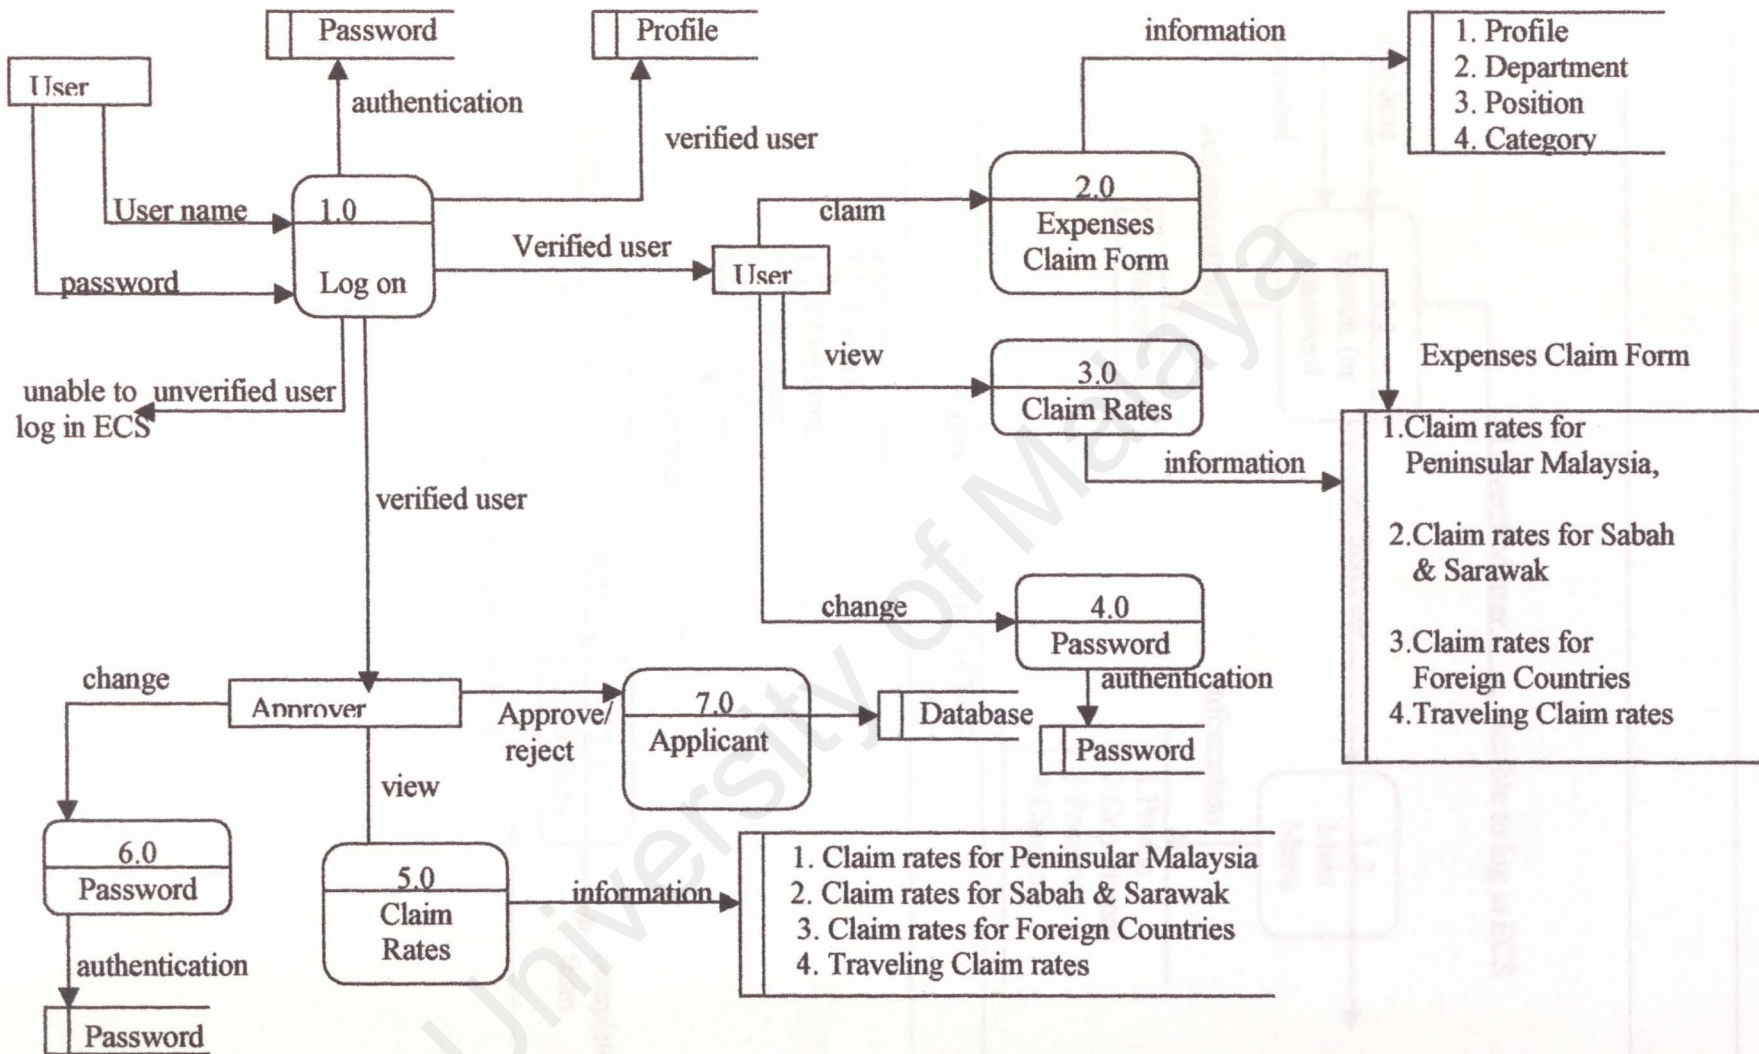 User
Password
Profile
authentication
verified user
information
1. Profile
2. Department
3. Position
4. Category
User name
password
1.0
Log on
Verified user
User
claim
2.0
Expenses
Claim Form
Expenses Claim Form
view
3.0
Claim Rates
information
1.Claim rates for
Peninsular Malaysia,
2.Claim rates for Sabah
& Sarawak
3.Claim rates for
Foreign Countries
4.Traveling Claim rates
unable to
log in ECS
unverified user
verified user
change
4.0
Password
authentication
Password
change
Approver
Approve/
reject
7.0
Applicant
Database
view
6.0
Password
authentication
Password
5.0
Claim
Rates
information
1. Claim rates for Peninsular Malaysia
2. Claim rates for Sabah & Sarawak
3. Claim rates for Foreign Countries
4. Traveling Claim rates
University of Malaya